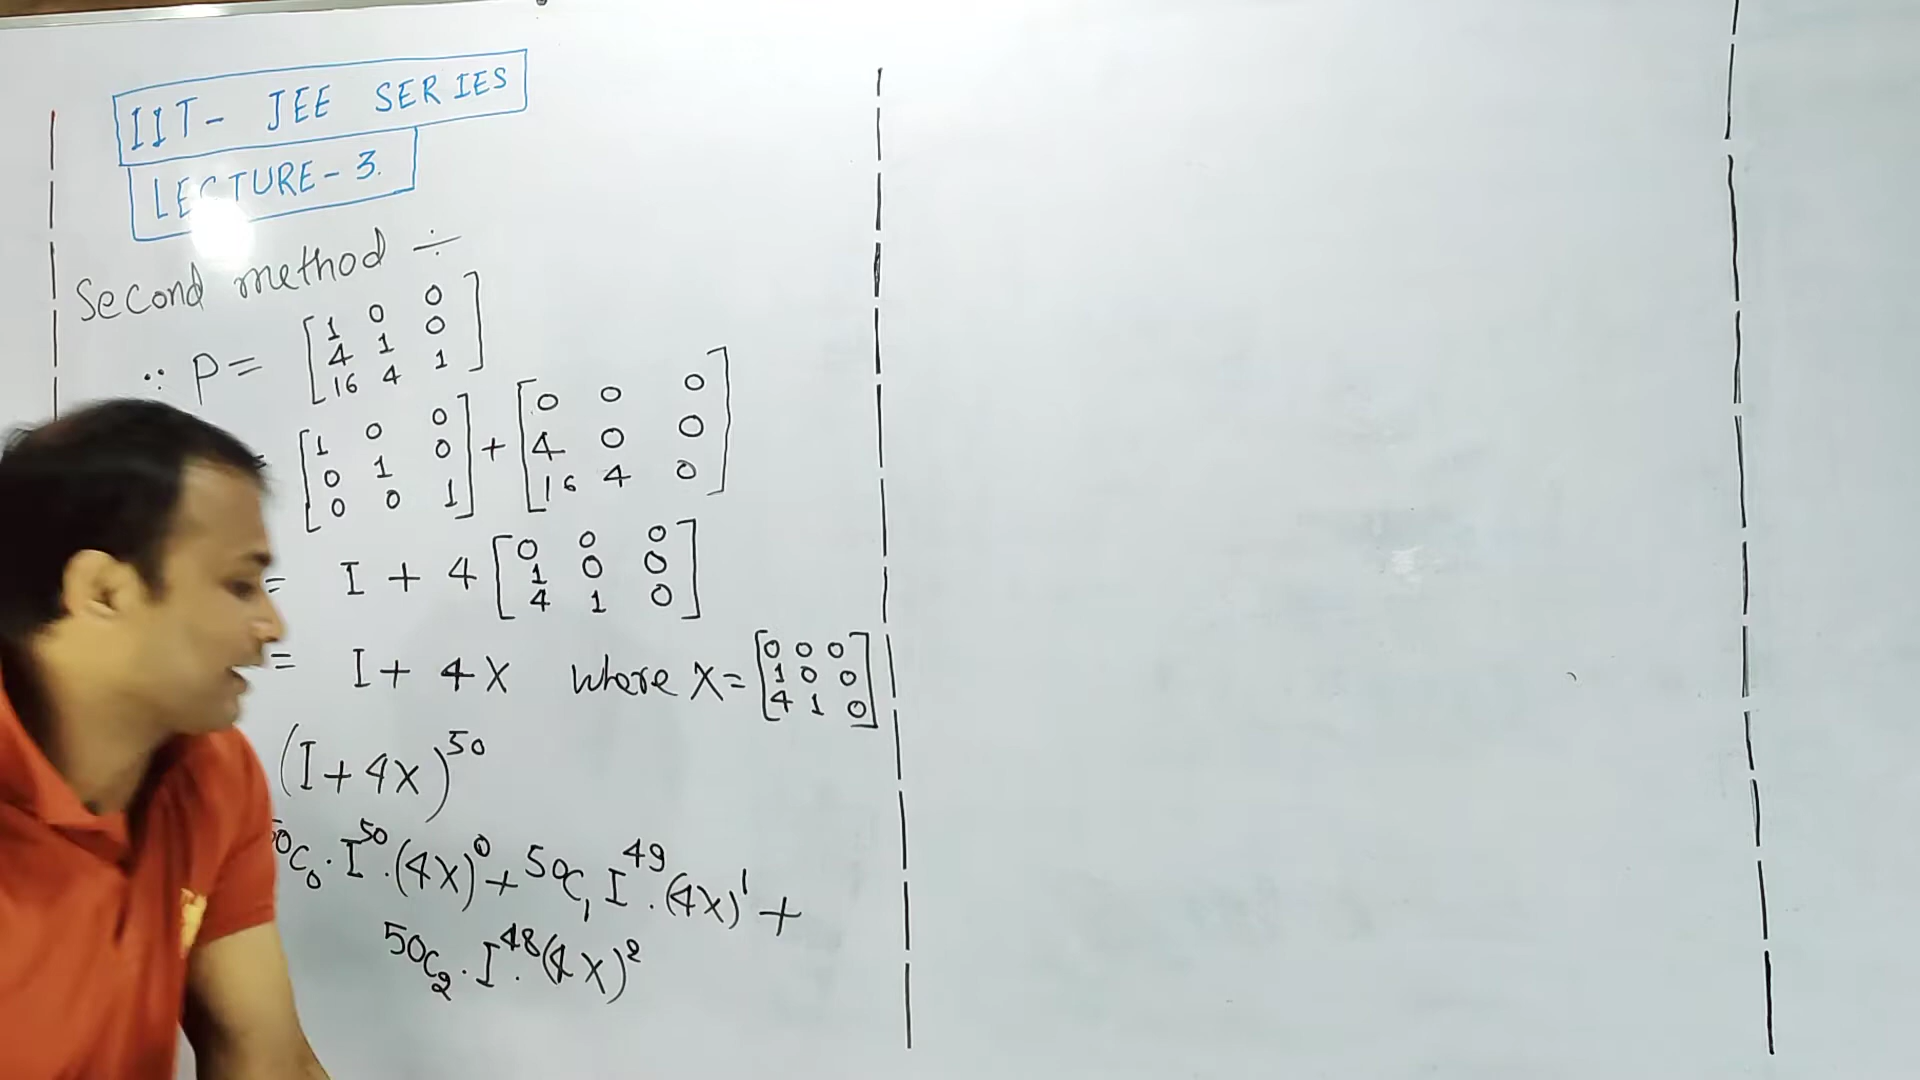 IIT- JEE SERIES
LECTURE-3.
Second method ÷
∵ P = [1 0 0
4 1 0
16 4 1]
= [1 0 0
0 1 0
0 0 1] + [0 0 0
4 0 0
16 4 0]
= I + 4 [0 0 0
1 0 0
4 1 0]
= I + 4X where X = [0 0 0
1 0 0
4 1 0]
(I + 4X)^50
50C0 · I^50 · (4X)^0 + 50C1 I^49 · (4X)^1 +
50C2 · I^48 · (4X)^2